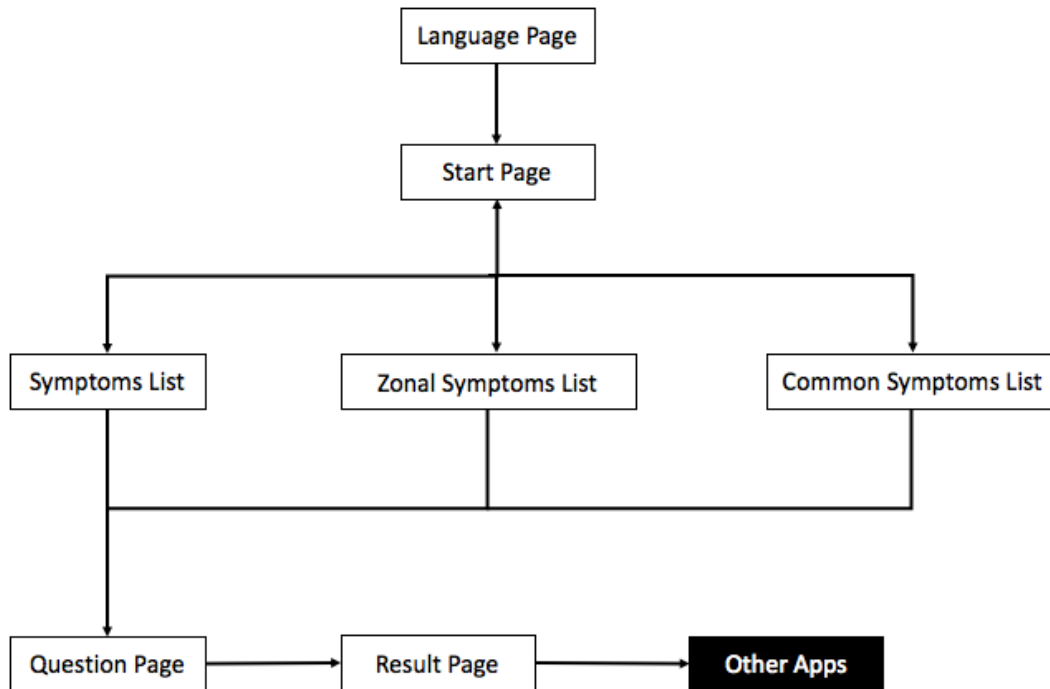 Language Page
Start Page
Symptoms List
Zonal Symptoms List
Common Symptoms List
Question Page
Result Page
Other Apps